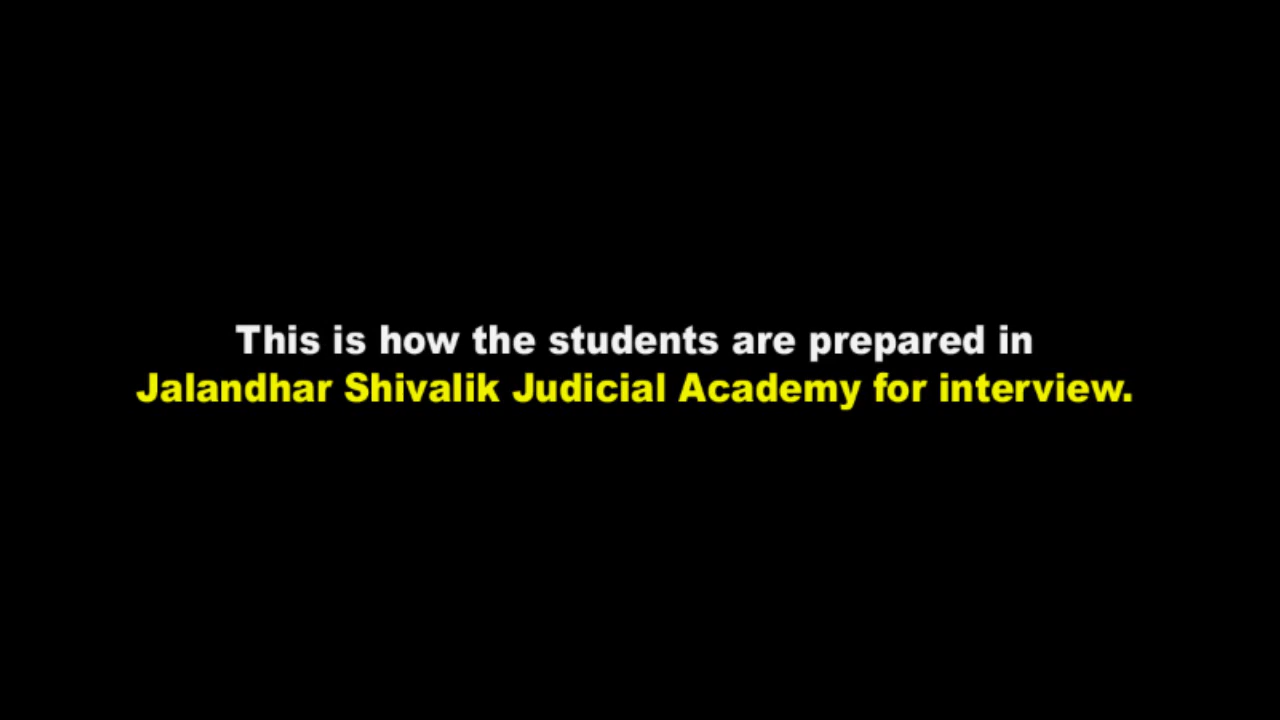 This is how the students are prepared in
Jalandhar Shivalik Judicial Academy for interview.